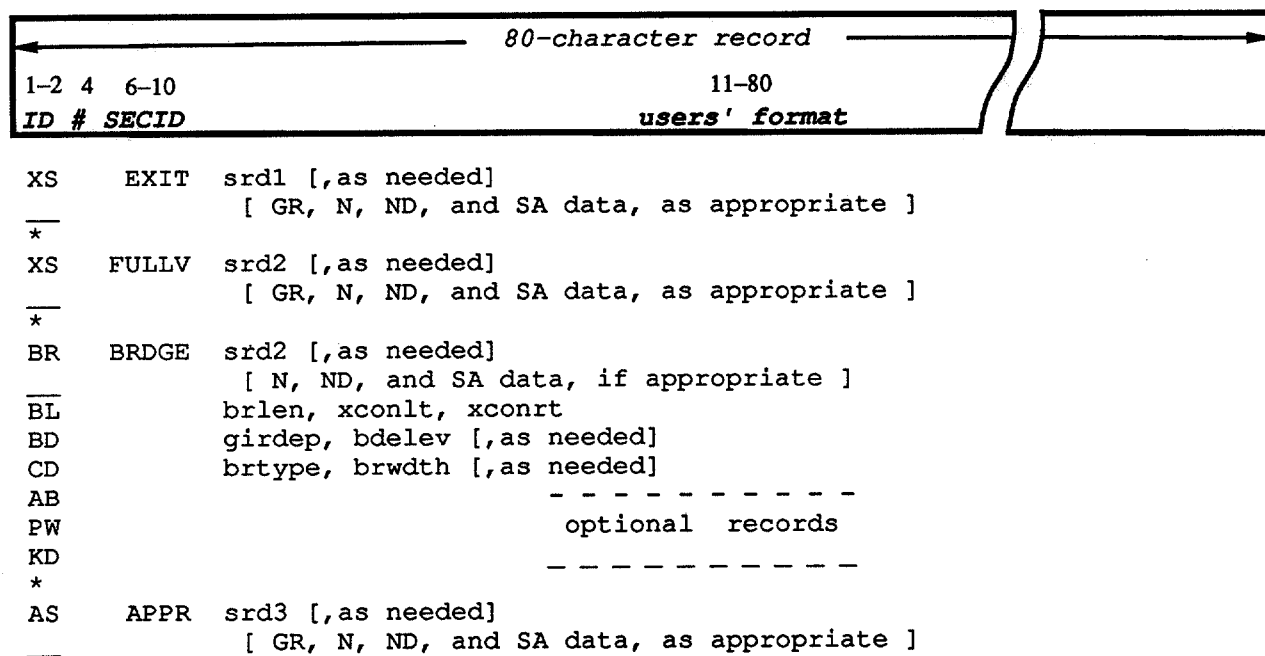 80-character record
1–2 4 6–10 11–80
ID # SECID users' format
XS EXIT srd1 [,as needed]
__ [ GR, N, ND, and SA data, as appropriate ]
*
XS FULLV srd2 [,as needed]
__ [ GR, N, ND, and SA data, as appropriate ]
*
BR BRDGE srd2 [,as needed]
__ [ N, ND, and SA data, if appropriate ]
BL brlen, xconlt, xconrt
BD girdep, bdelev [,as needed]
CD brtype, brwdth [,as needed]
AB - - - - - - - - - -
PW optional records
KD _ _ _ _ _ _ _ _ _ _
*
AS APPR srd3 [,as needed]
__ [ GR, N, ND, and SA data, as appropriate ]